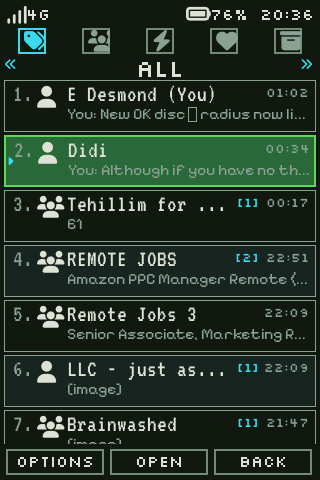 4G 76% 20:36
« »
ALL
1. E Desmond (You) 01:02
You: New OK disc radius now li...
2. Didi 00:34
You: Although if you have no th...
3. Tehillim for ... [1] 00:17
61
4. REMOTE JOBS [2] 22:51
Amazon PPC Manager Remote (...
5. Remote Jobs 3 22:09
Senior Associate, Marketing R...
6. LLC - just as... [1] 22:09
(image)
7. Brainwashed [1] 21:47
(image)
OPTIONS OPEN BACK